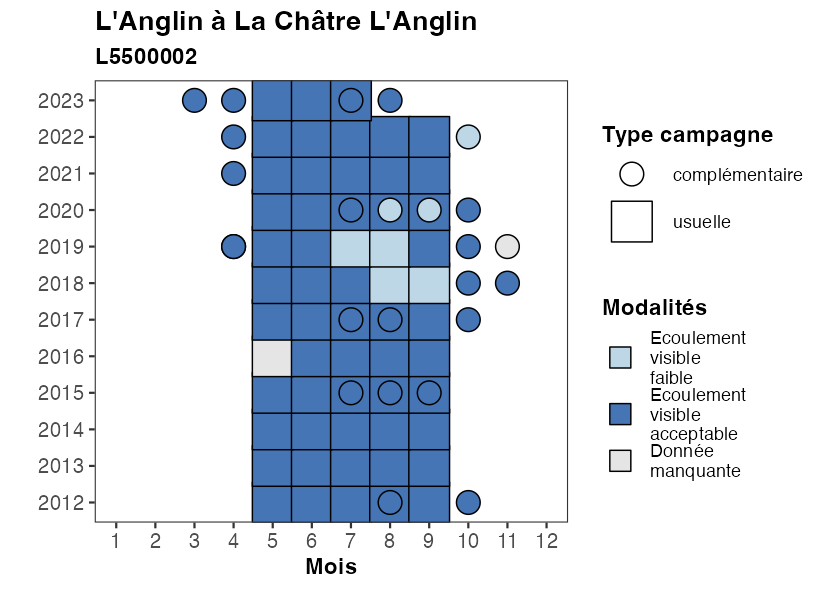 L'Anglin à La Châtre L'Anglin
L5500002
2023
2022
2021
2020
2019
2018
2017
2016
2015
2014
2013
2012
1 2 3 4 5 6 7 8 9 10 11 12
Mois
Type campagne
complémentaire
usuelle
Modalités
Ecoulement
visible
faible
Ecoulement
visible
acceptable
Donnée
manquante